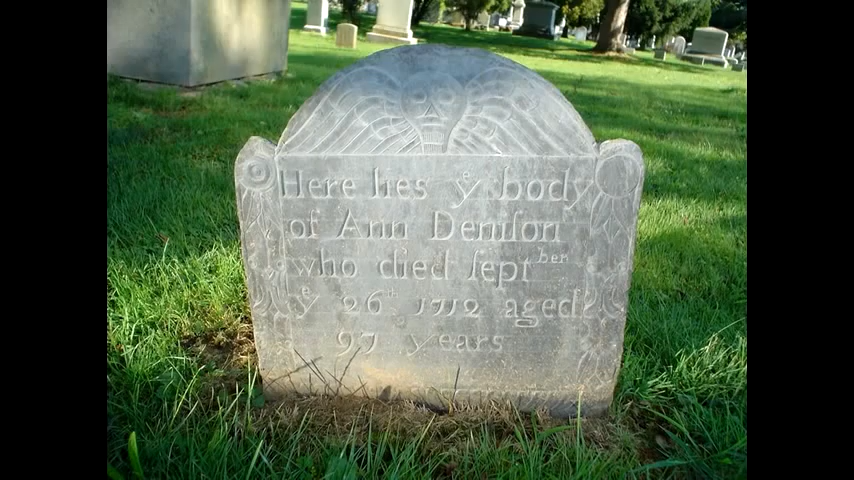 Here lies yᵉ body
of Ann Deniſon
who died ſeptᵇᵉʳ
yᵉ 26ᵗʰ 1712 aged
97 years